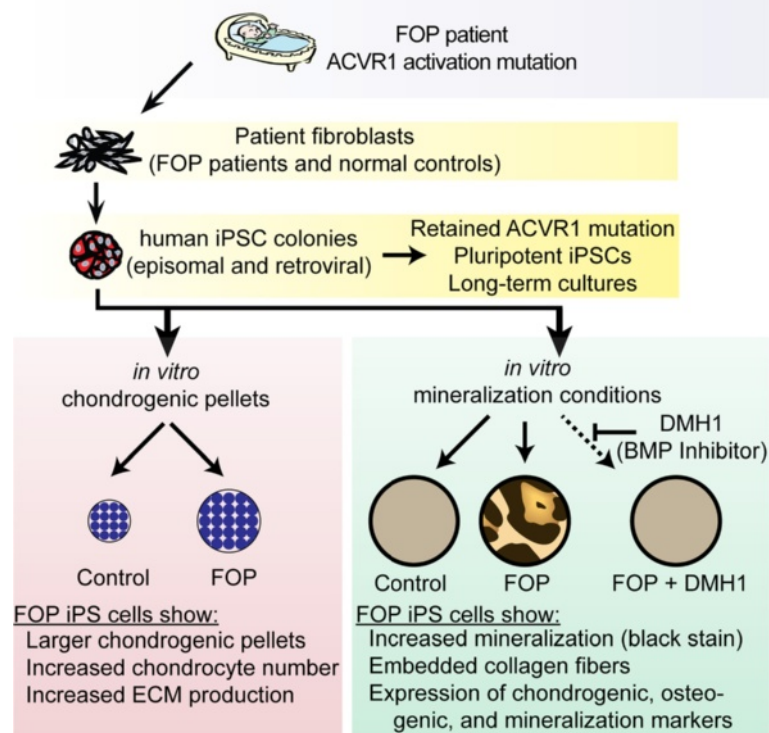 FOP patient
ACVR1 activation mutation
Patient fibroblasts
(FOP patients and normal controls)
human iPSC colonies
(episomal and retroviral)
Retained ACVR1 mutation
Pluripotent iPSCs
Long-term cultures
in vitro
chondrogenic pellets
Control
FOP
FOP iPS cells show:
Larger chondrogenic pellets
Increased chondrocyte number
Increased ECM production
in vitro
mineralization conditions
DMH1
(BMP Inhibitor)
Control
FOP
FOP + DMH1
FOP iPS cells show:
Increased mineralization (black stain)
Embedded collagen fibers
Expression of chondrogenic, osteo-
genic, and mineralization markers